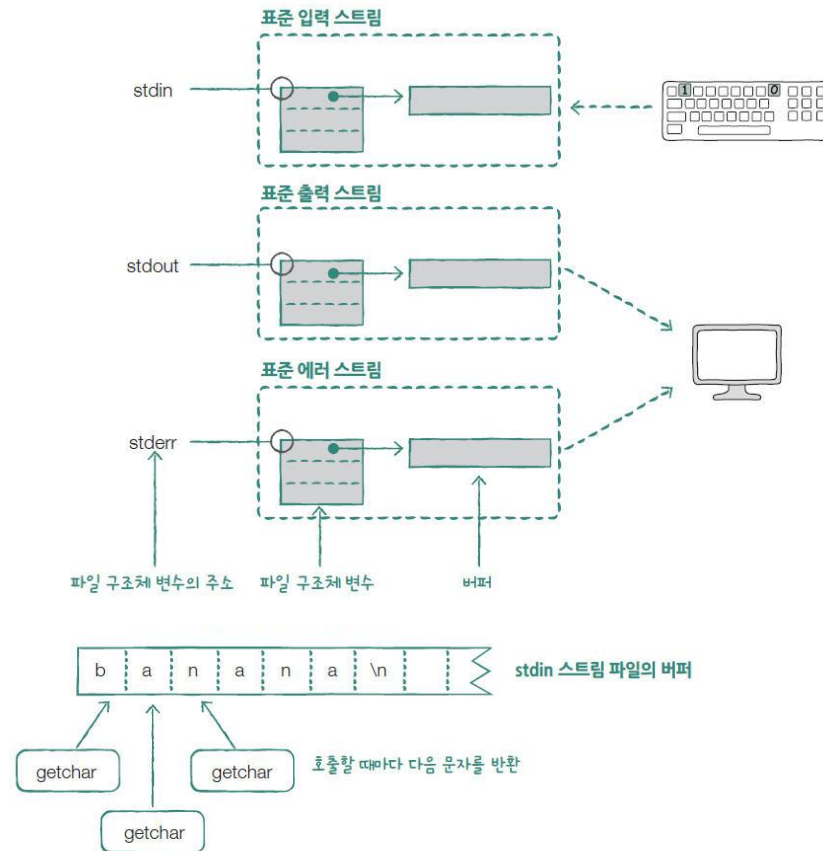 표준 입력 스트림
stdin
1 0
표준 출력 스트림
stdout
표준 에러 스트림
stderr
파일 구조체 변수의 주소 파일 구조체 변수 버퍼
b a n a n a \n stdin 스트림 파일의 버퍼
getchar getchar 호출할 때마다 다음 문자를 반환
getchar